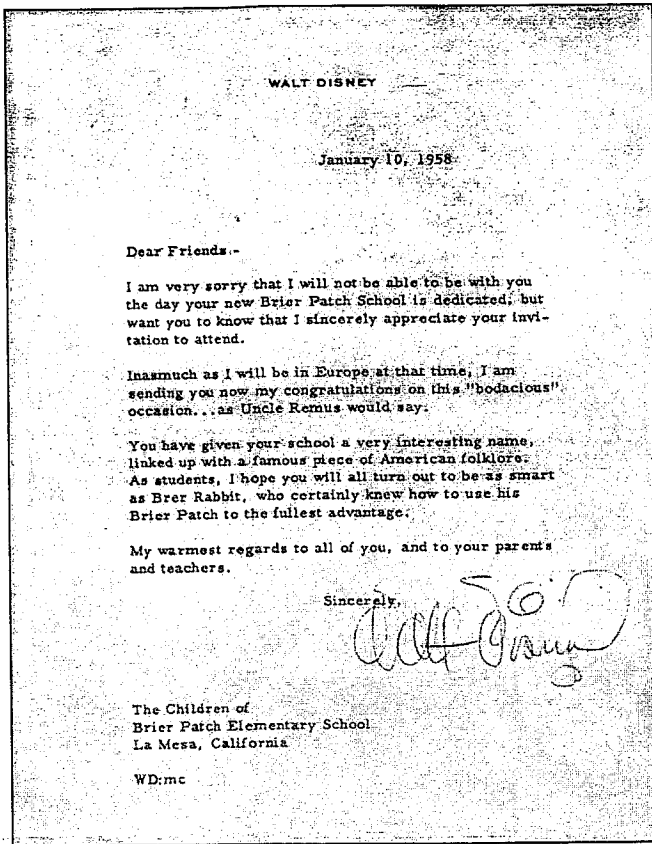 WALT DISNEY
January 10, 1958
Dear Friends -
I am very sorry that I will not be able to be with you
the day your new Brier Patch School is dedicated, but
want you to know that I sincerely appreciate your invi-
tation to attend.
Inasmuch as I will be in Europe at that time, I am
sending you now my congratulations on this "bodacious"
occasion...as Uncle Remus would say.
You have given your school a very interesting name,
linked up with a famous piece of American folklore.
As students, I hope you will all turn out to be as smart
as Brer Rabbit, who certainly knew how to use his
Brier Patch to the fullest advantage.
My warmest regards to all of you, and to your parents
and teachers.
Sincerely,
Walt Disney
The Children of
Brier Patch Elementary School
La Mesa, California
WD:mc